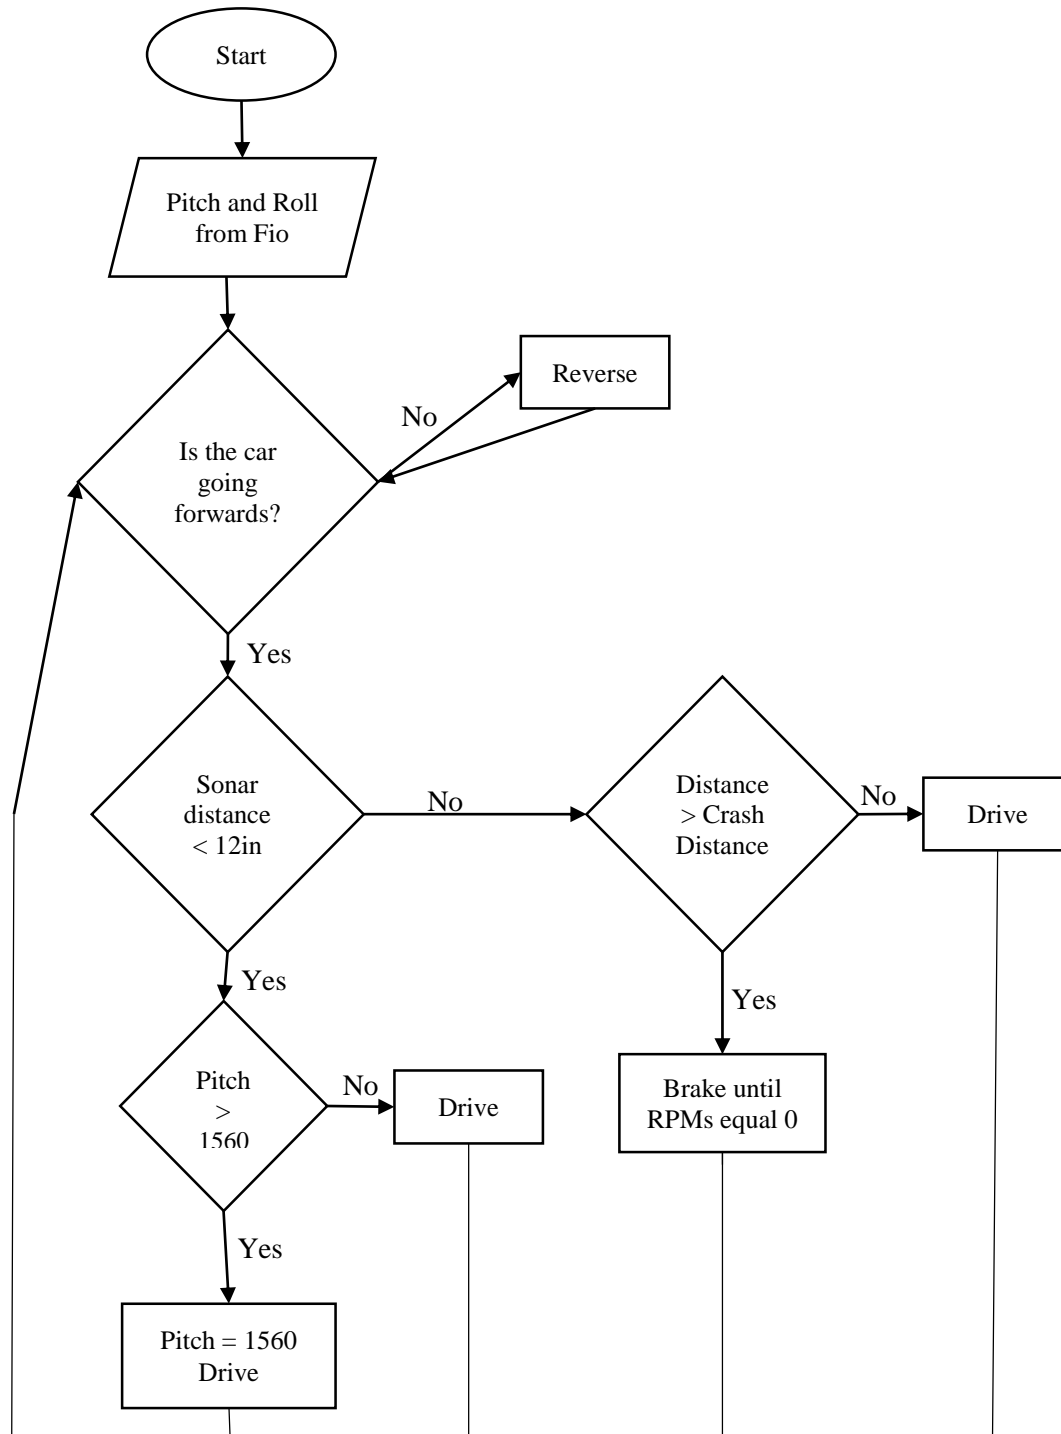 Start
Pitch and Roll
from Fio
Reverse
No
Is the car
going
forwards?
Yes
Sonar
distance
< 12in
No
Distance
> Crash
Distance
No
Drive
Yes
Yes
Pitch
>
1560
No
Drive
Brake until
RPMs equal 0
Yes
Pitch = 1560
Drive